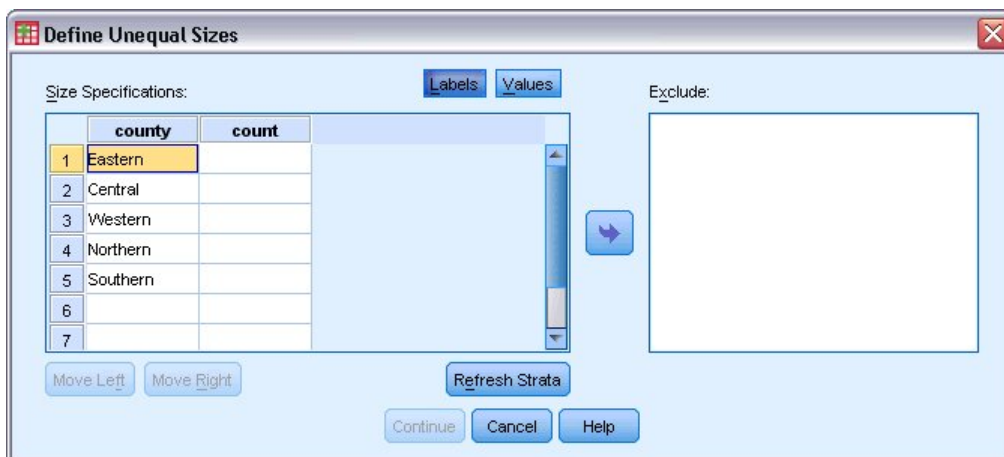 Define Unequal Sizes
Size Specifications:
Labels
Values
Exclude:
county count
1 Eastern
2 Central
3 Western
4 Northern
5 Southern
6
7
Move Left
Move Right
Refresh Strata
Continue
Cancel
Help